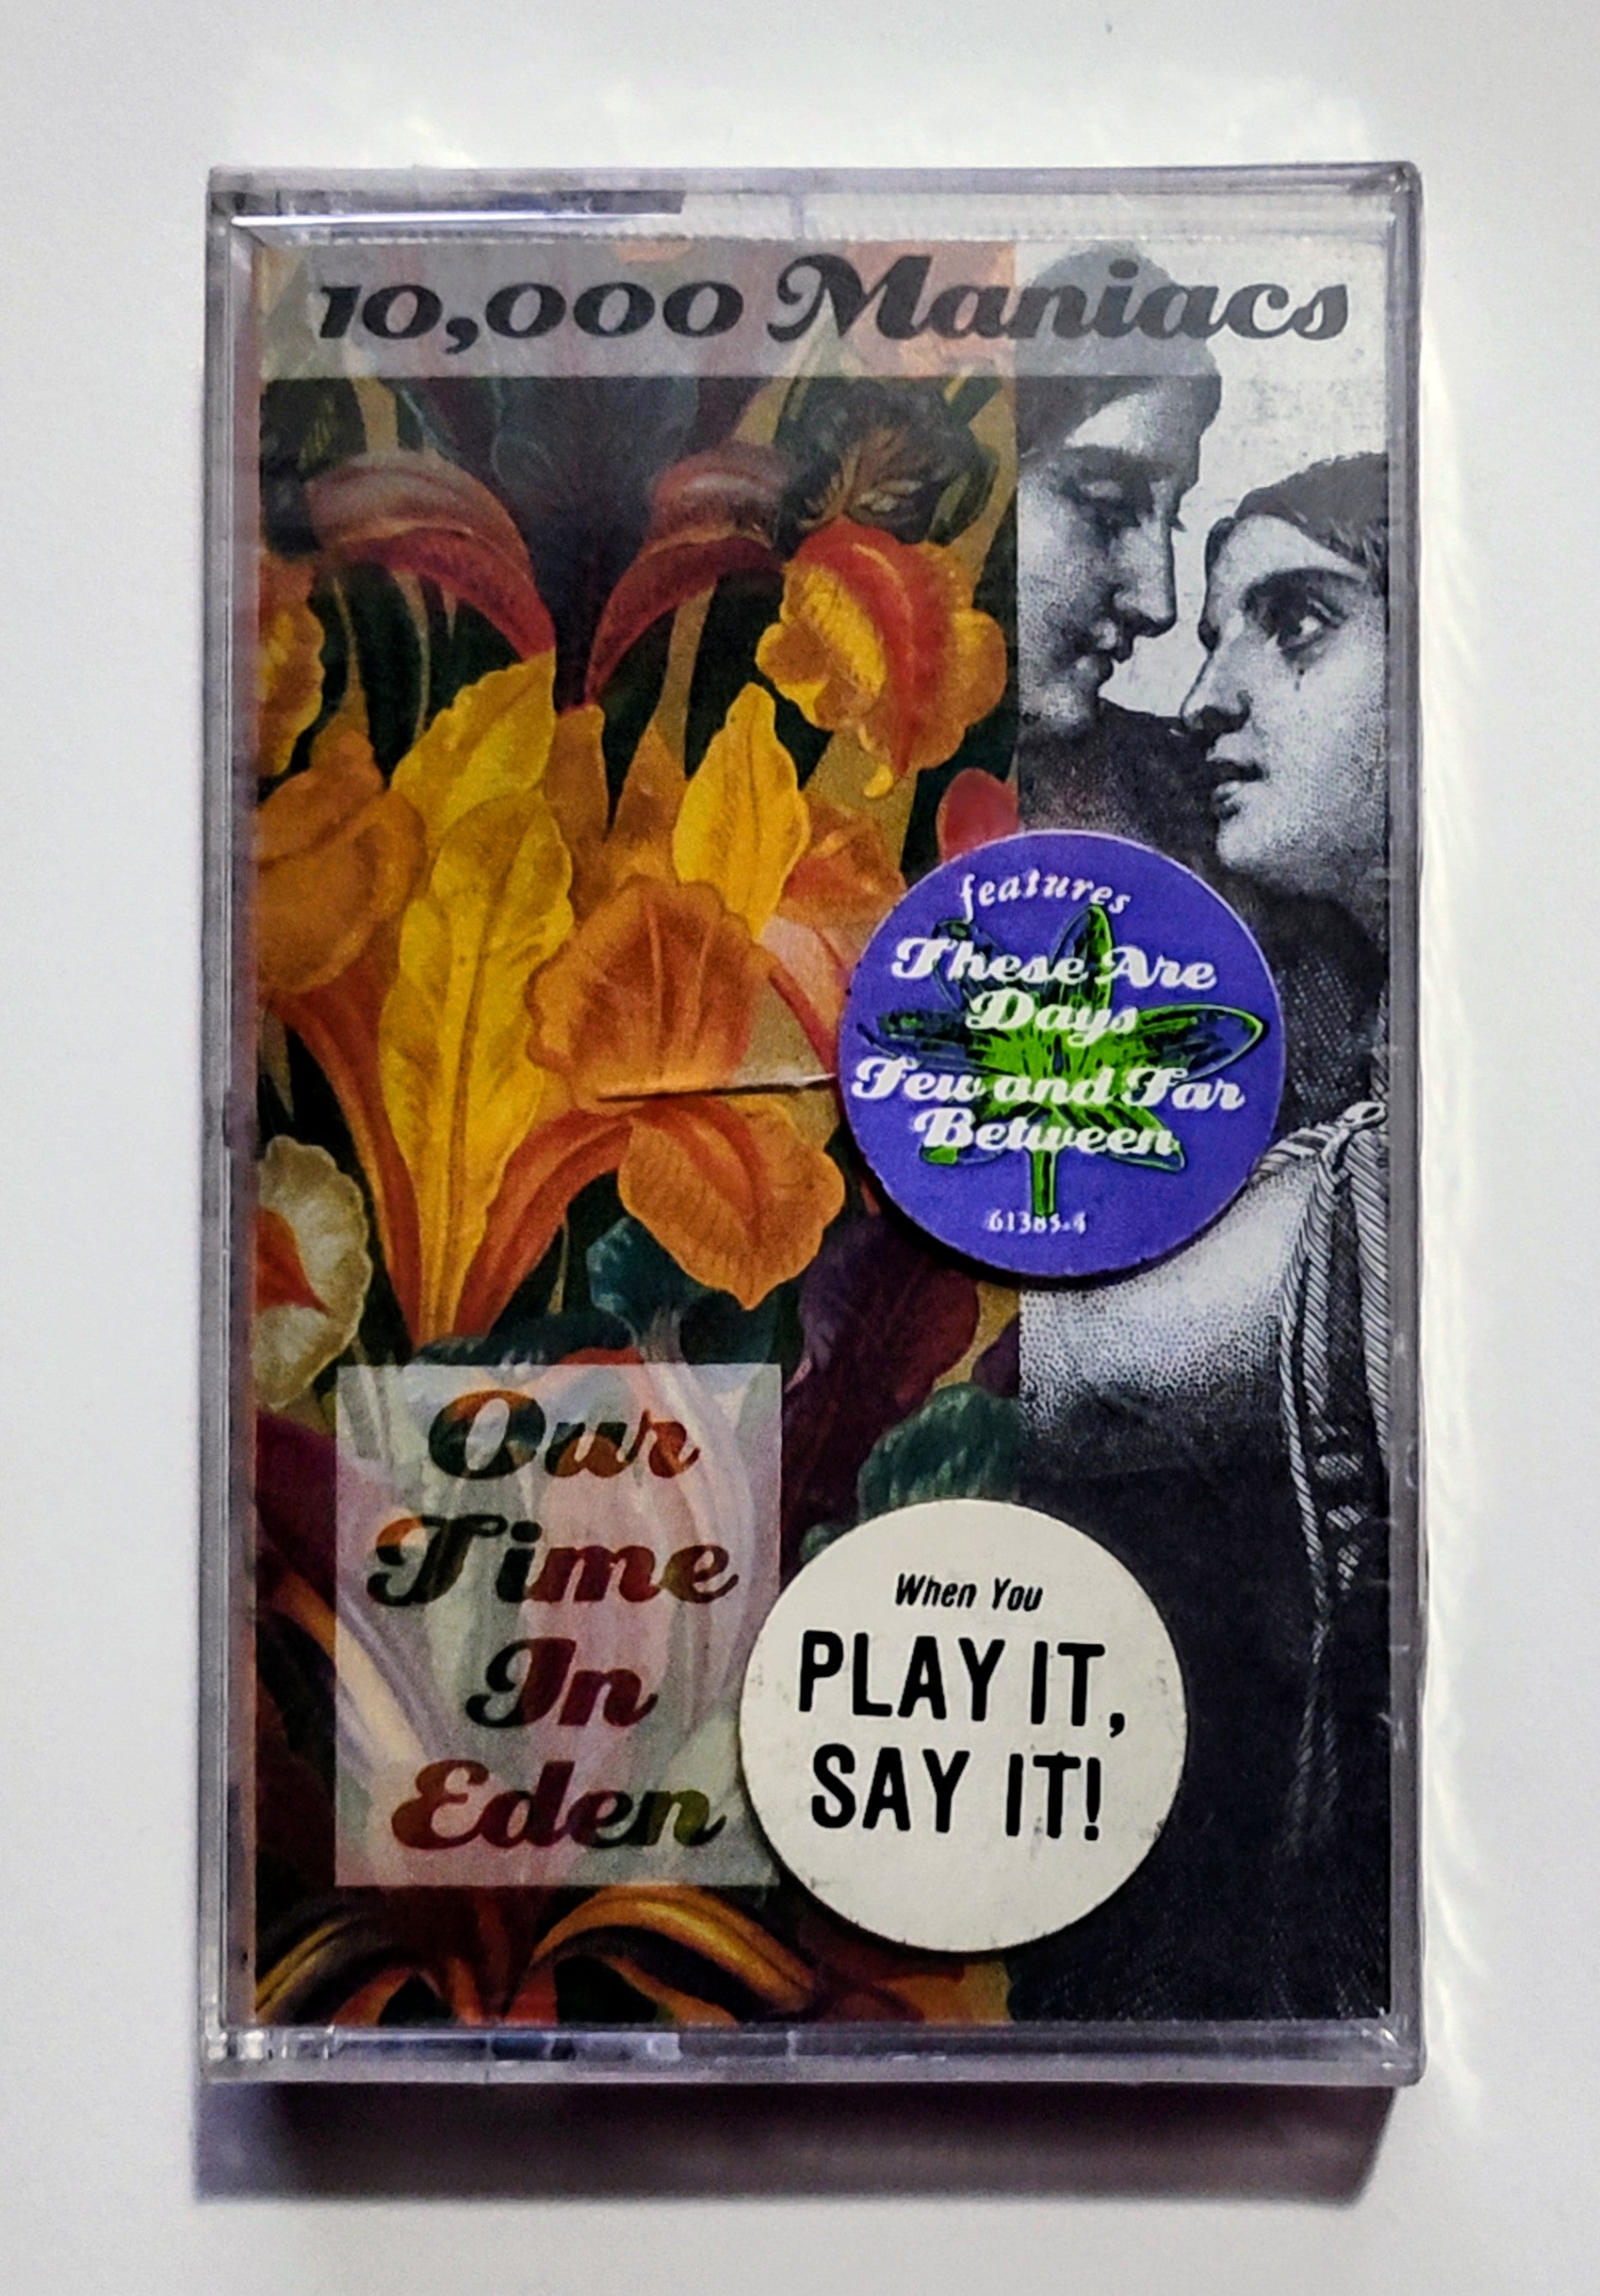 10,000 Maniacs
features
These Are
Days
Few and Far
Between
61385-4
Our
Time
In
Eden
When You
PLAY IT,
SAY IT!